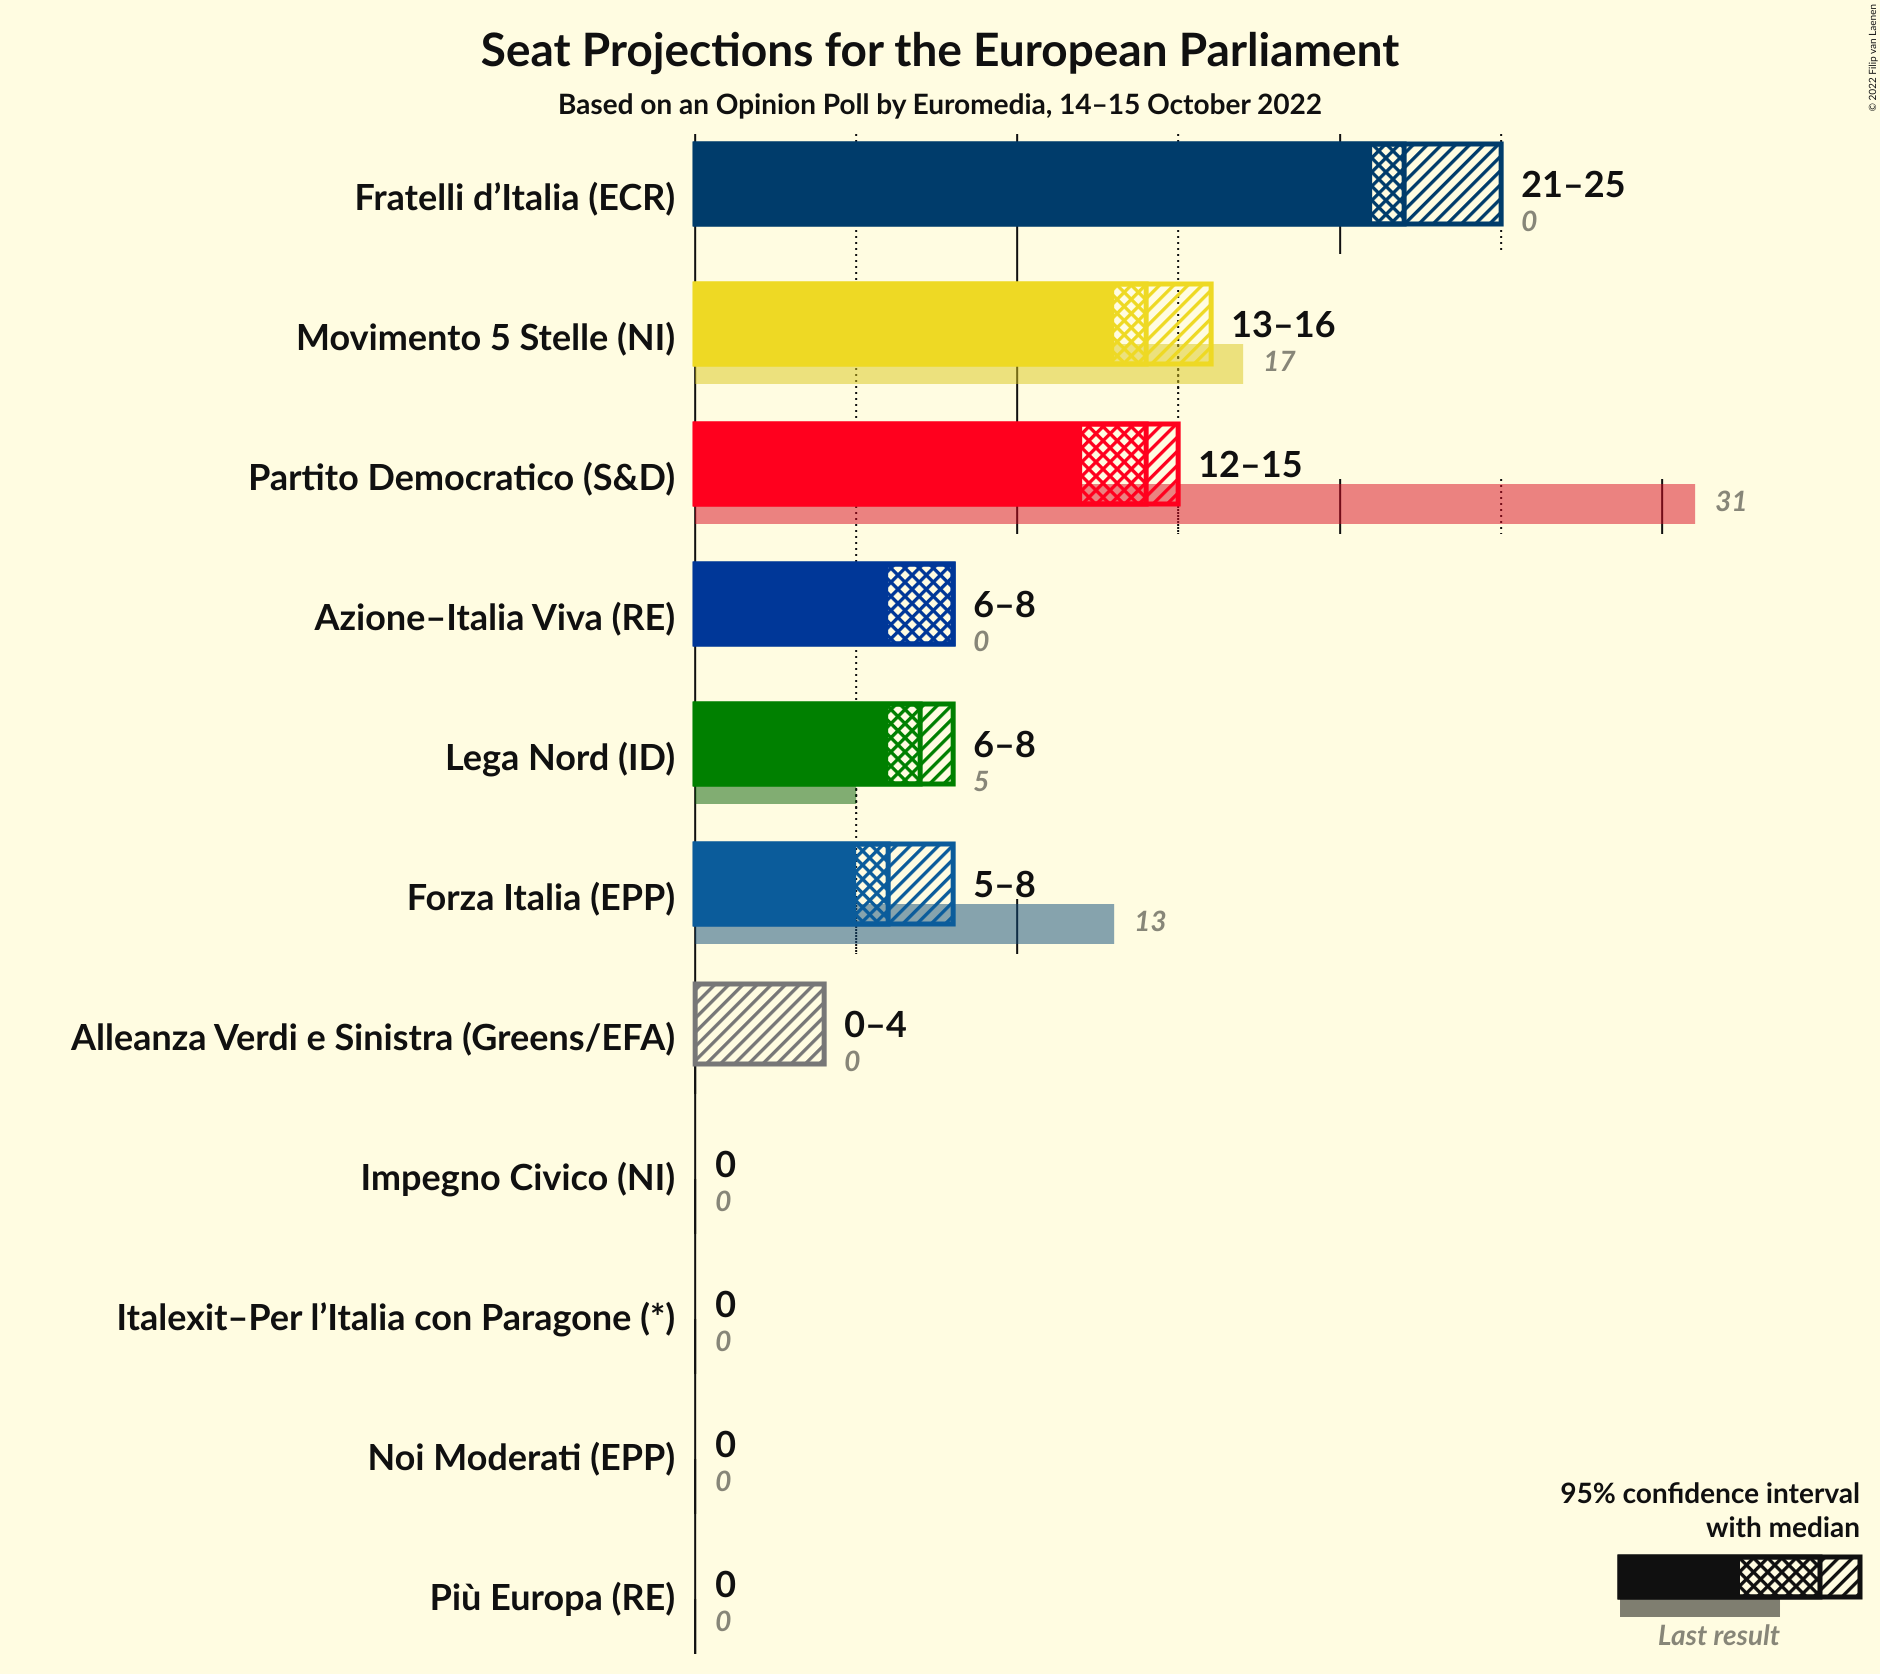 Seat Projections for the European Parliament
Based on an Opinion Poll by Euromedia, 14–15 October 2022
© 2022 Filip van Laenen
Fratelli d’Italia (ECR)
21–25
0
Movimento 5 Stelle (NI)
13–16
17
Partito Democratico (S&D)
12–15
31
Azione–Italia Viva (RE)
6–8
0
Lega Nord (ID)
6–8
5
Forza Italia (EPP)
5–8
13
Alleanza Verdi e Sinistra (Greens/EFA)
0–4
0
Impegno Civico (NI)
0
0
Italexit–Per l’Italia con Paragone (*)
0
0
Noi Moderati (EPP)
0
0
Più Europa (RE)
0
0
95% confidence interval
with median
Last result